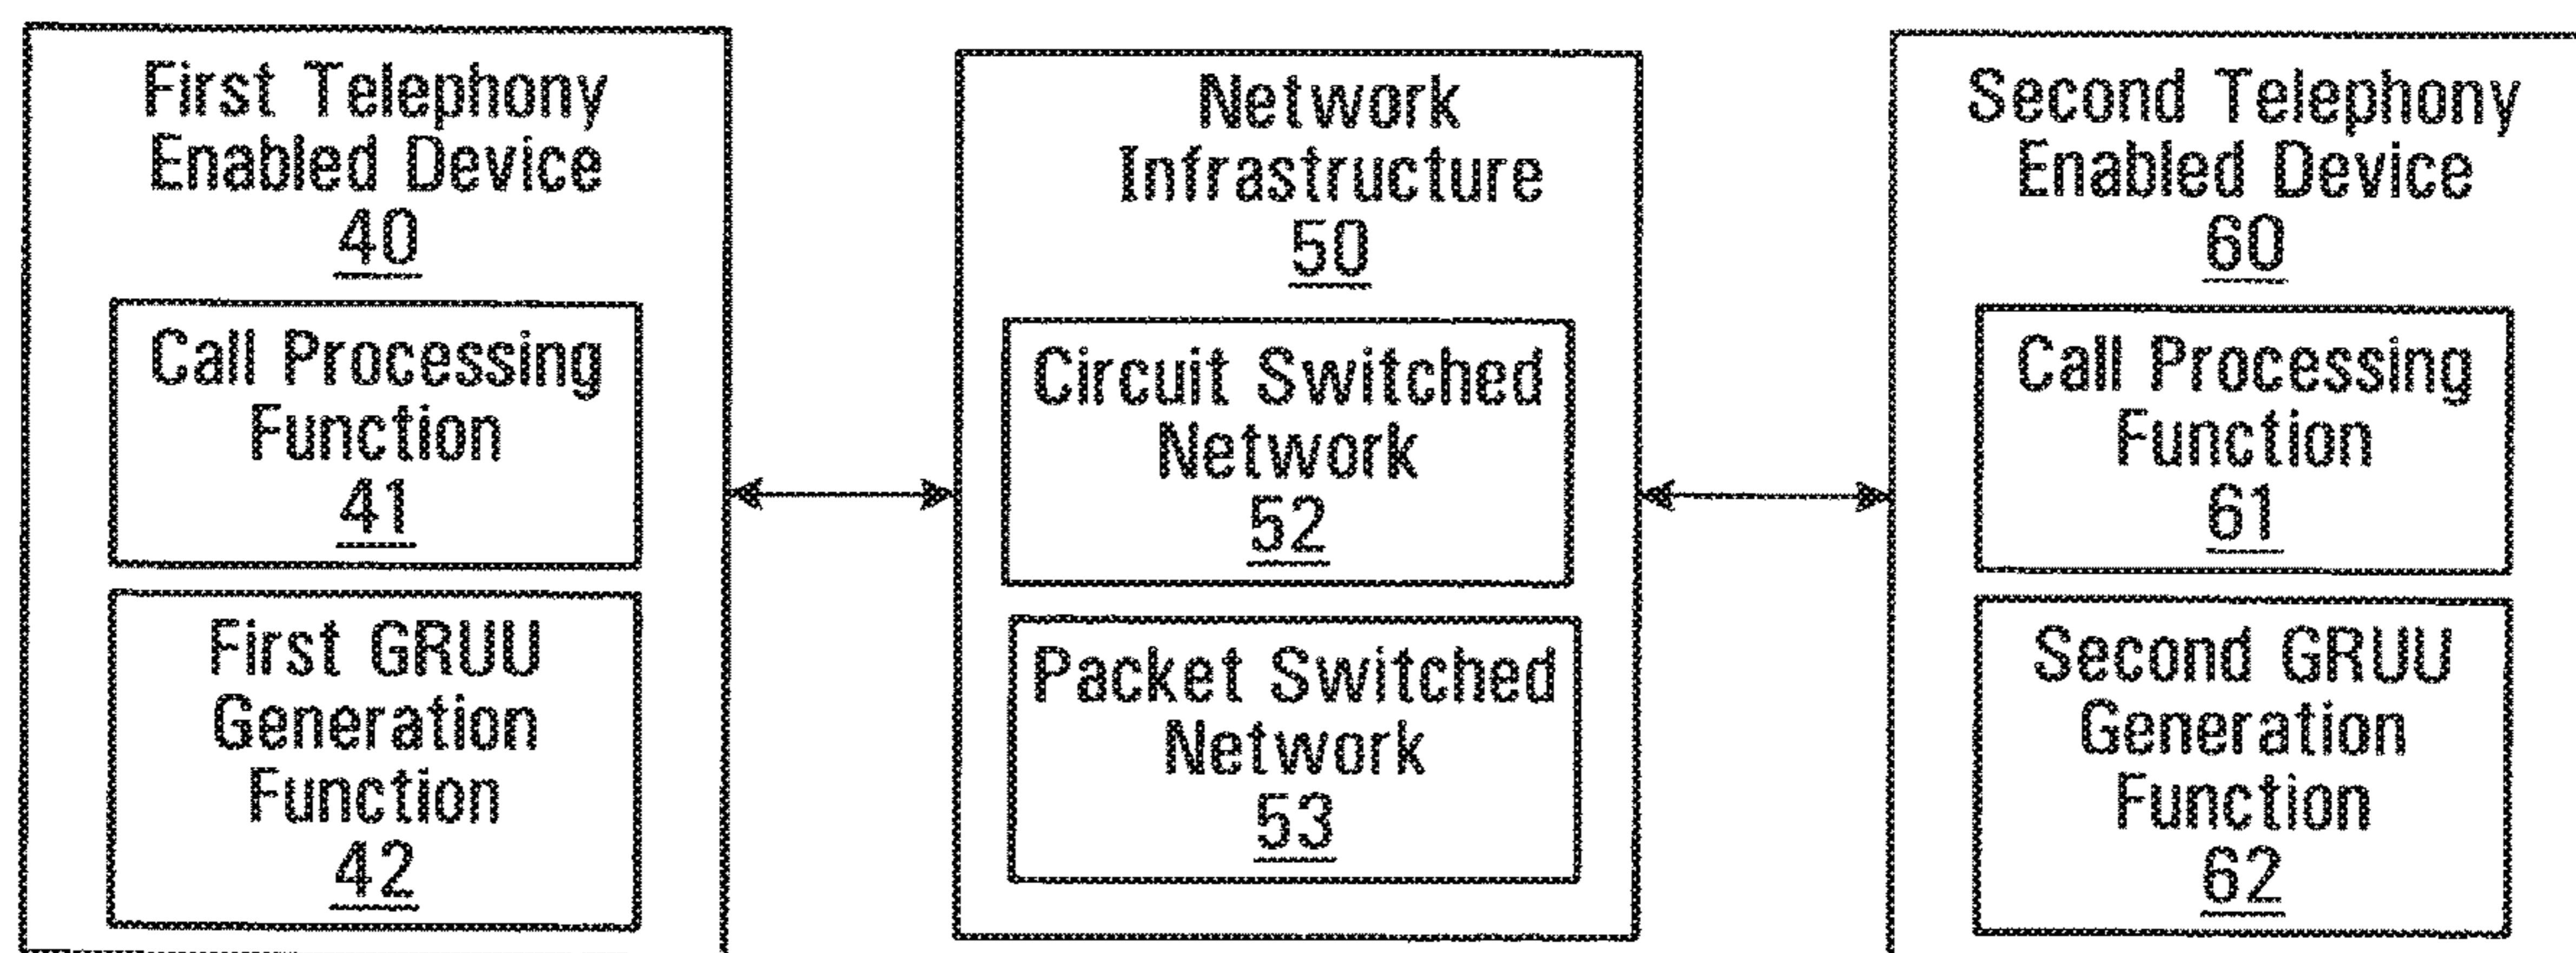 First Telephony
Enabled Device
40
Call Processing
Function
41
First GRUU
Generation
Function
42
Network
Infrastructure
50
Circuit Switched
Network
52
Packet Switched
Network
53
Second Telephony
Enabled Device
60
Call Processing
Function
61
Second GRUU
Generation
Function
62